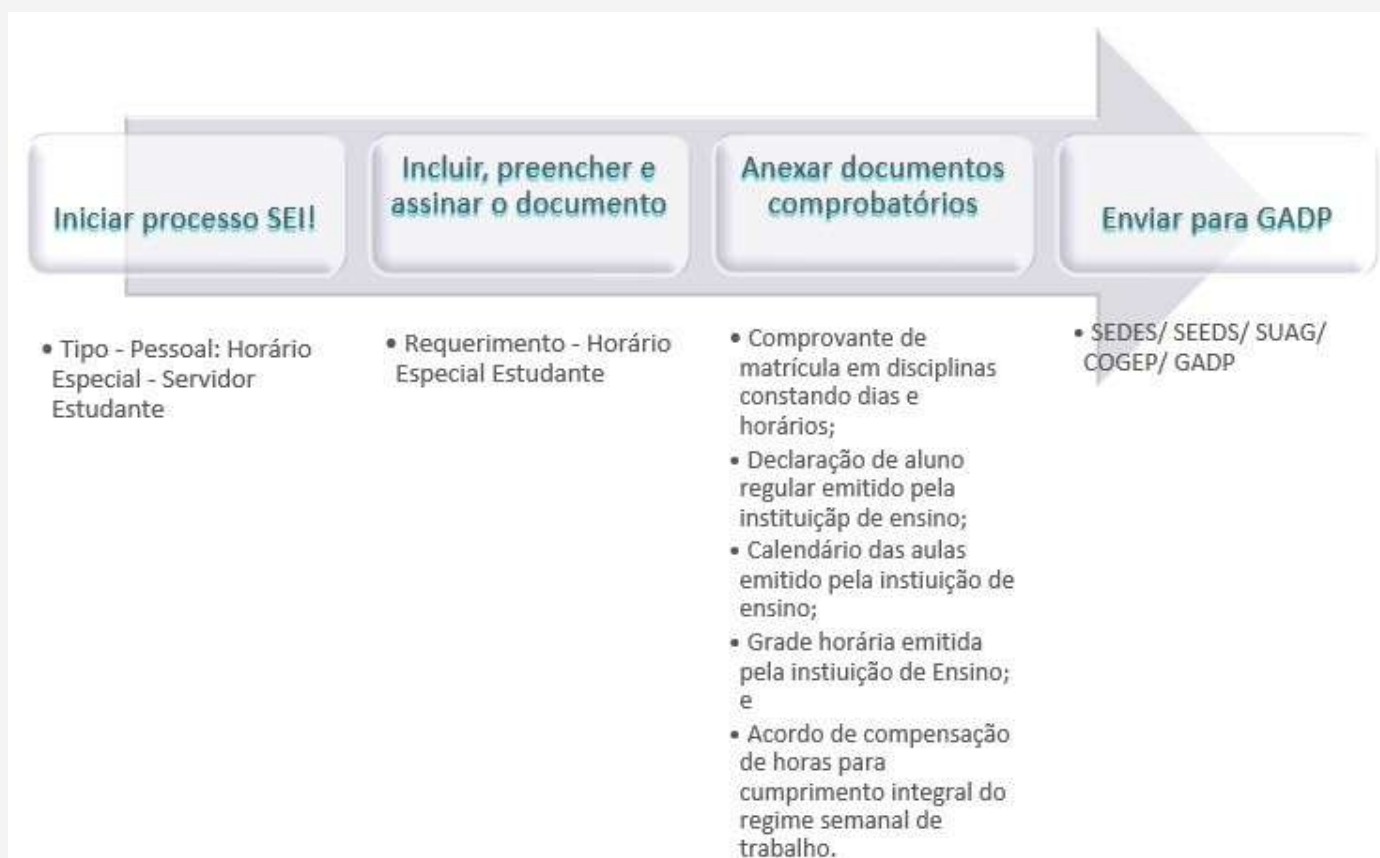 Iniciar processo SEI!
Incluir, preencher e
assinar o documento
Anexar documentos
comprobatórios
Enviar para GADP
• Tipo - Pessoal: Horário
Especial - Servidor
Estudante
• Requerimento - Horário
Especial Estudante
• Comprovante de
matrícula em disciplinas
constando dias e
horários;
• Declaração de aluno
regular emitido pela
instituiçãp de ensino;
• Calendário das aulas
emitido pela instiuição de
ensino;
• Grade horária emitida
pela instiuição de Ensino;
e
• Acordo de compensação
de horas para
cumprimento integral do
regime semanal de
trabalho.
• SEDES/ SEEDS/ SUAG/
COGEP/ GADP